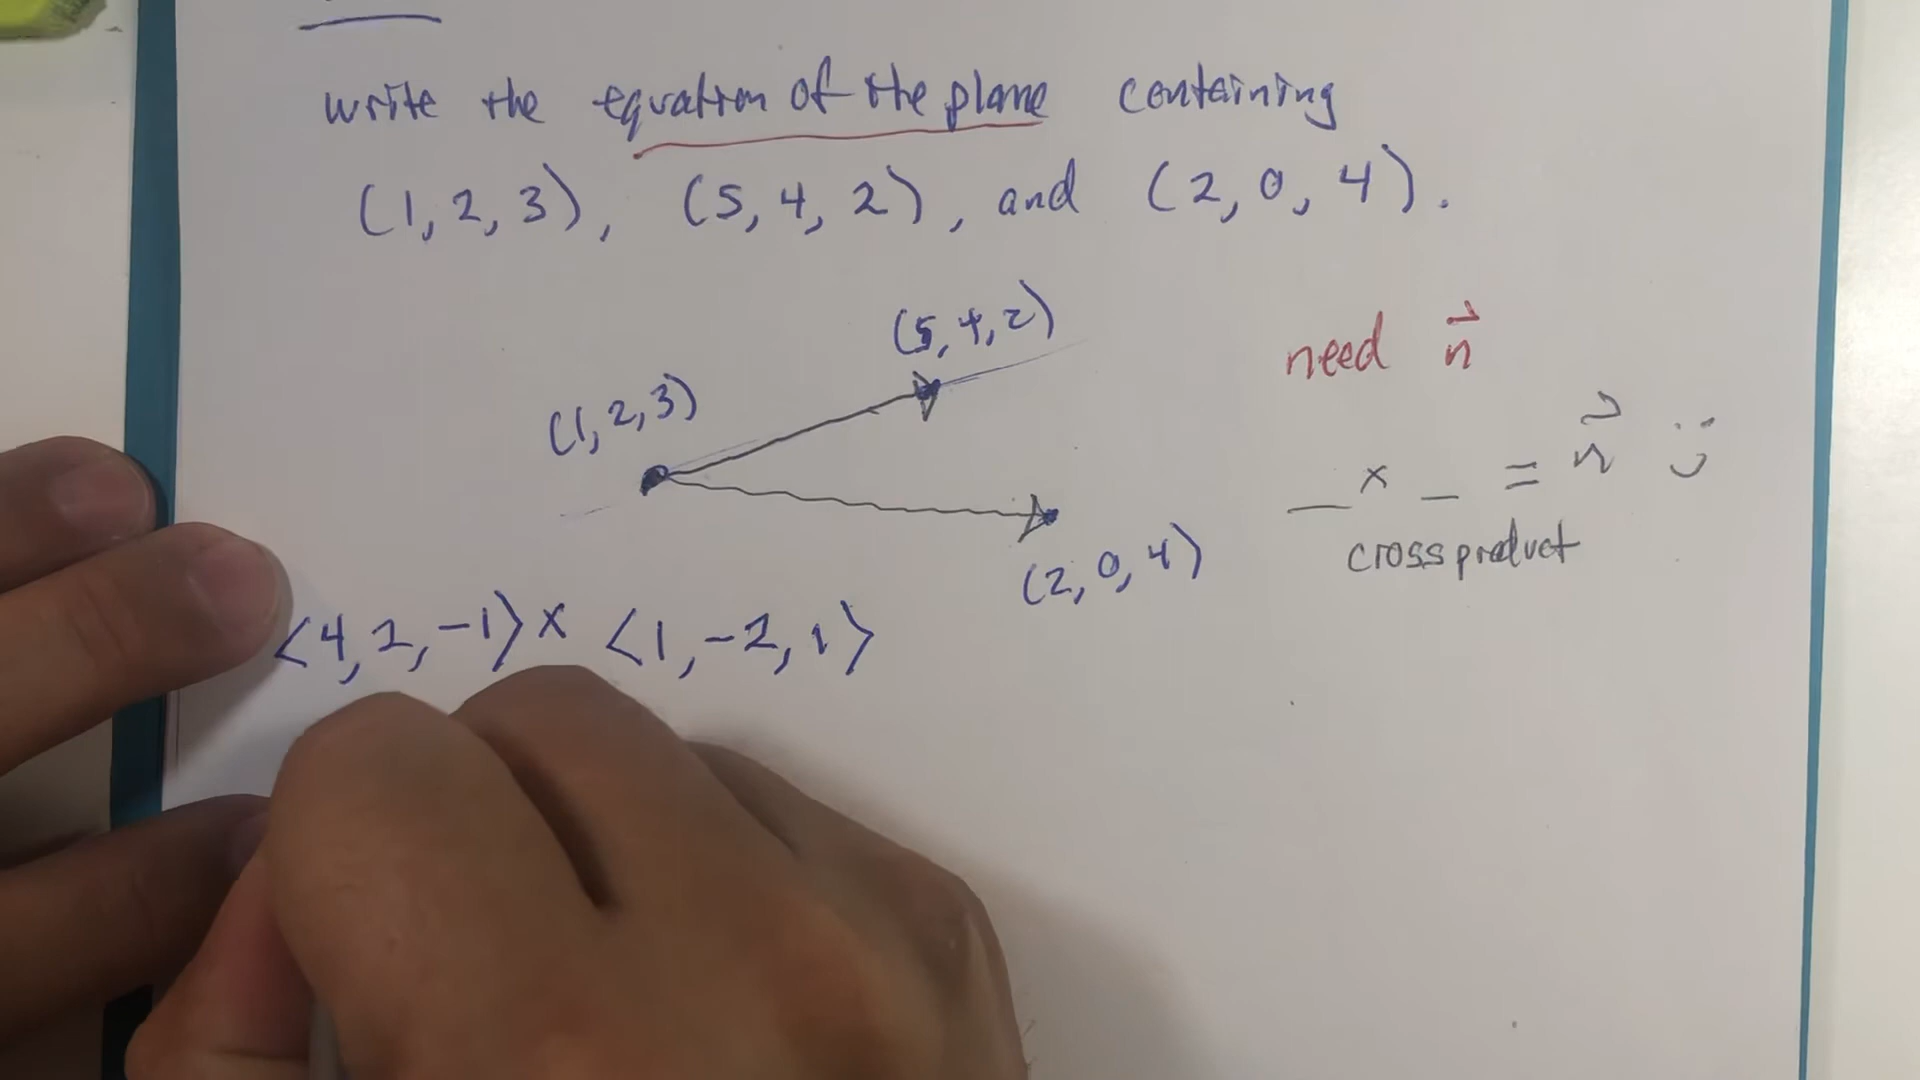 write the equation of the plane containing
(1, 2, 3), (5, 4, 2), and (2, 0, 4).
(5, 4, 2)
(1, 2, 3)
need n⃗
_ × _ = n⃗ :)
cross product
(2, 0, 4)
<4, 2, -1> × <1, -2, 1>